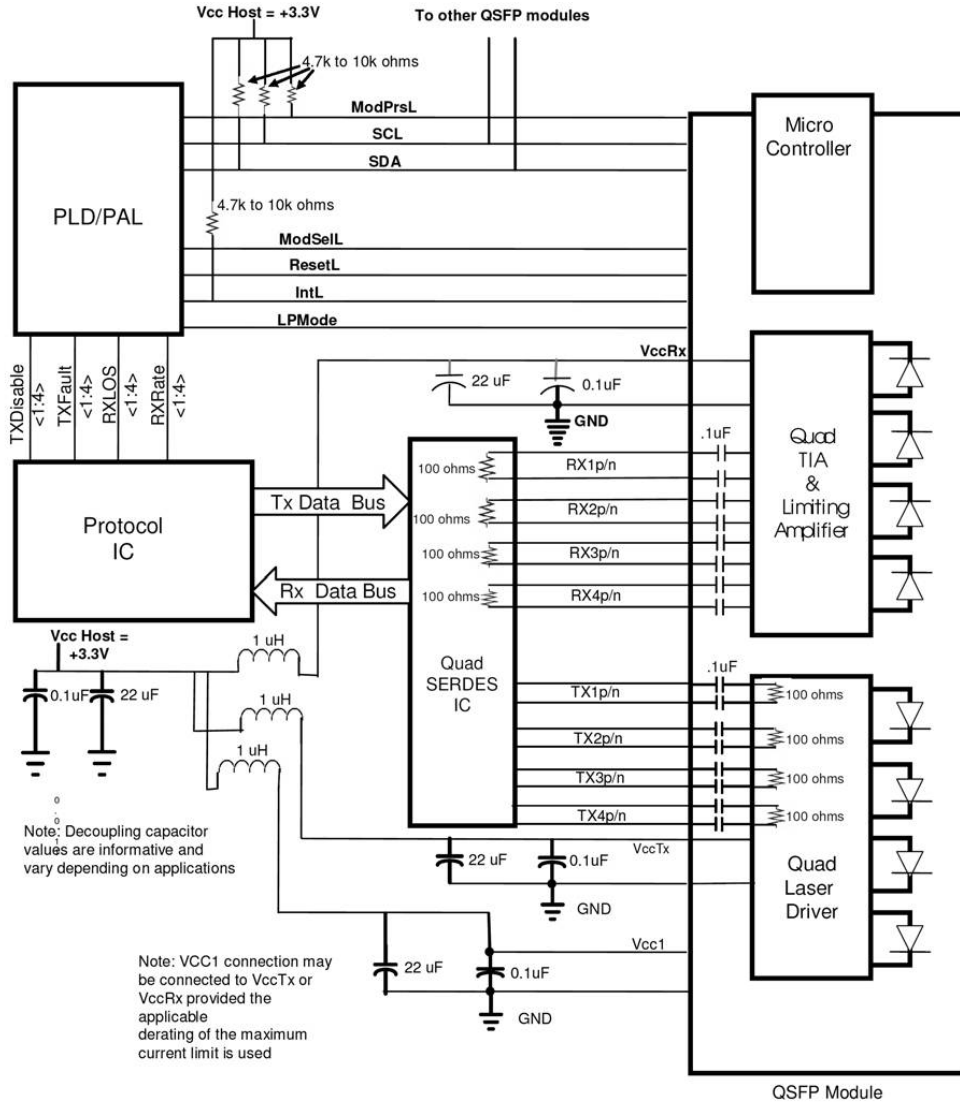 Vcc Host = +3.3V
To other QSFP modules
4.7k to 10k ohms
ModPrsL
SCL
SDA
Micro
Controller
PLD/PAL
4.7k to 10k ohms
ModSelL
ResetL
IntL
LPMode
VccRx
TXDisable
<1:4>
TXFault
<1:4>
RXLOS
<1:4>
RXRate
<1:4>
22 uF
0.1uF
GND
.1uF
Quad
TIA
&
Limiting
Amplifier
100 ohms
RX1p/n
100 ohms
RX2p/n
100 ohms
RX3p/n
100 ohms
RX4p/n
Tx Data Bus
Protocol
IC
Rx Data Bus
Vcc Host =
+3.3V
1 uH
0.1uF
22 uF
1 uH
1 uH
Quad
SERDES
IC
.1uF
TX1p/n
100 ohms
TX2p/n
100 ohms
TX3p/n
100 ohms
TX4p/n
100 ohms
Note: Decoupling capacitor
values are informative and
vary depending on applications
VccTx
22 uF
0.1uF
GND
Quad
Laser
Driver
Vcc1
22 uF
0.1uF
GND
Note: VCC1 connection may
be connected to VccTx or
VccRx provided the
applicable
derating of the maximum
current limit is used
QSFP Module